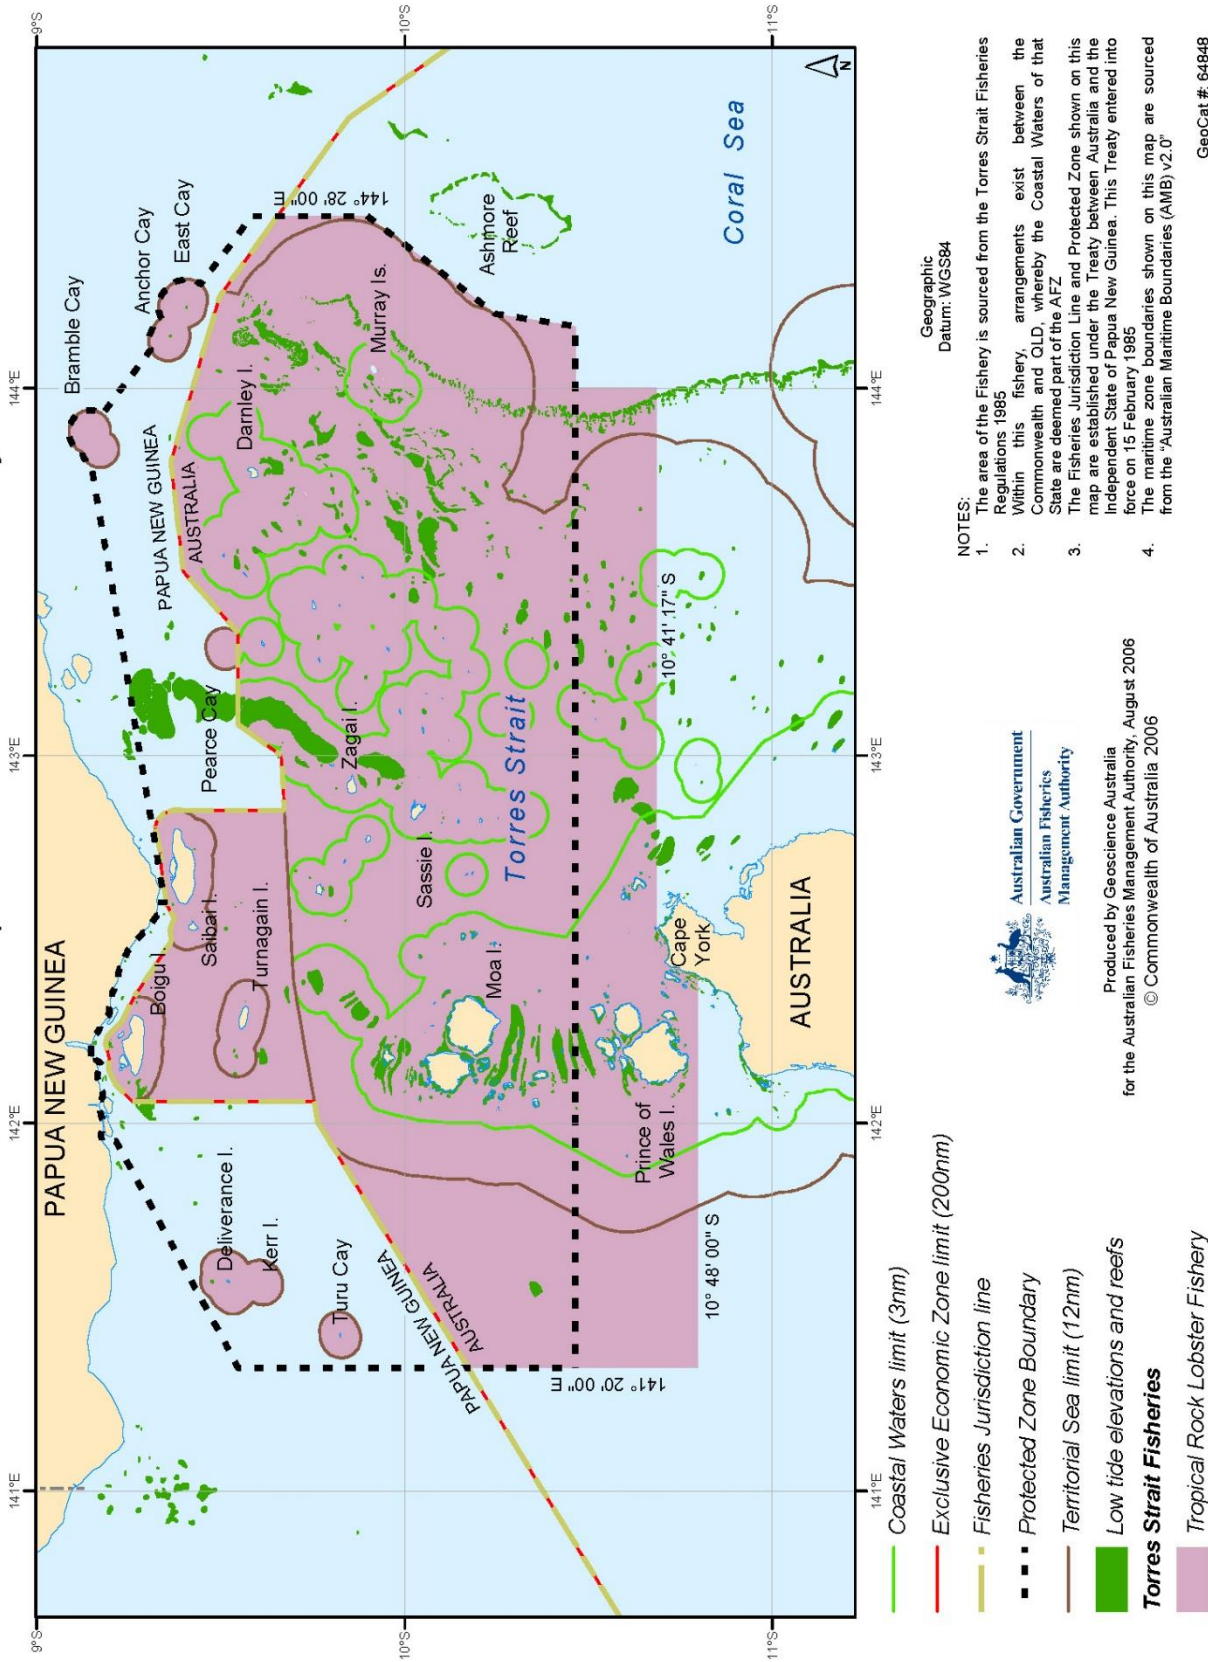 141°E
142°E
143°E
144°E
9°S
9°S
PAPUA NEW GUINEA
Bramble Cay
Anchor Cay
East Cay
Boigu I.
Saibai I.
Pearce Cay
PAPUA NEW GUINEA
AUSTRALIA
Deliverance I.
Kerr I.
Turnagain I.
Darnley I.
144° 28' 00" E
Turu Cay
Zagai I.
Murray Is.
PAPUA NEW GUINEA
AUSTRALIA
10°S
10°S
Sassie I.
Ashmore
Reef
Moa I.
Torres Strait
141° 20' 00" E
Prince of
Wales I.
Cape
York
10° 41' 17" S
10° 48' 00" S
Coral Sea
AUSTRALIA
N
11°S
11°S
141°E
142°E
143°E
144°E
Coastal Waters limit (3nm)
Exclusive Economic Zone limit (200nm)
Fisheries Jurisdiction line
Protected Zone Boundary
Territorial Sea limit (12nm)
Low tide elevations and reefs
Torres Strait Fisheries
Tropical Rock Lobster Fishery
Australian Government
Australian Fisheries
Management Authority
Produced by Geoscience Australia
for the Australian Fisheries Management Authority, August 2006
© Commonwealth of Australia 2006
Geographic
Datum: WGS84
NOTES:
1. The area of the Fishery is sourced from the Torres Strait Fisheries
Regulations 1985
2. Within this fishery, arrangements exist between the
Commonwealth and QLD, whereby the Coastal Waters of that
State are deemed part of the AFZ
3. The Fisheries Jurisdiction Line and Protected Zone shown on this
map are established under the Treaty between Australia and the
Independent State of Papua New Guinea. This Treaty entered into
force on 15 February 1985
4. The maritime zone boundaries shown on this map are sourced
from the "Australian Maritime Boundaries (AMB) v2.0"
GeoCat #: 64848